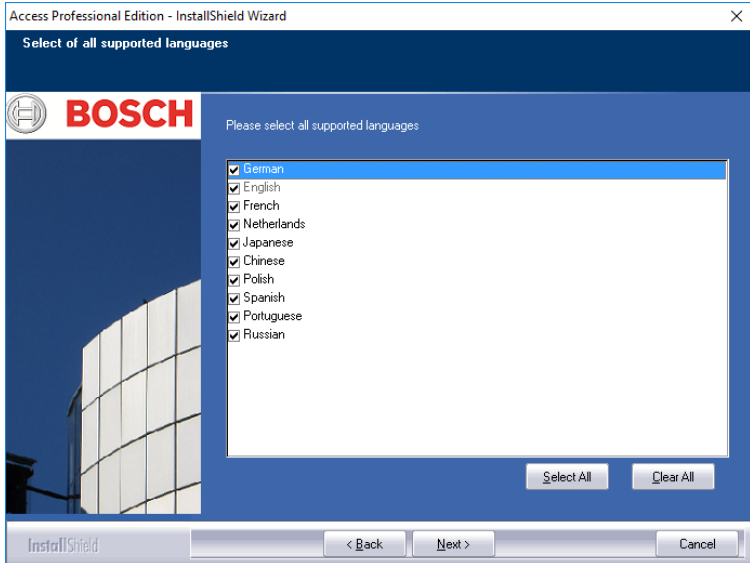 Access Professional Edition - InstallShield Wizard
Select of all supported languages
BOSCH
Please select all supported languages
German
English
French
Netherlands
Japanese
Chinese
Polish
Spanish
Portuguese
Russian
Select All
Clear All
InstallShield
< Back
Next >
Cancel